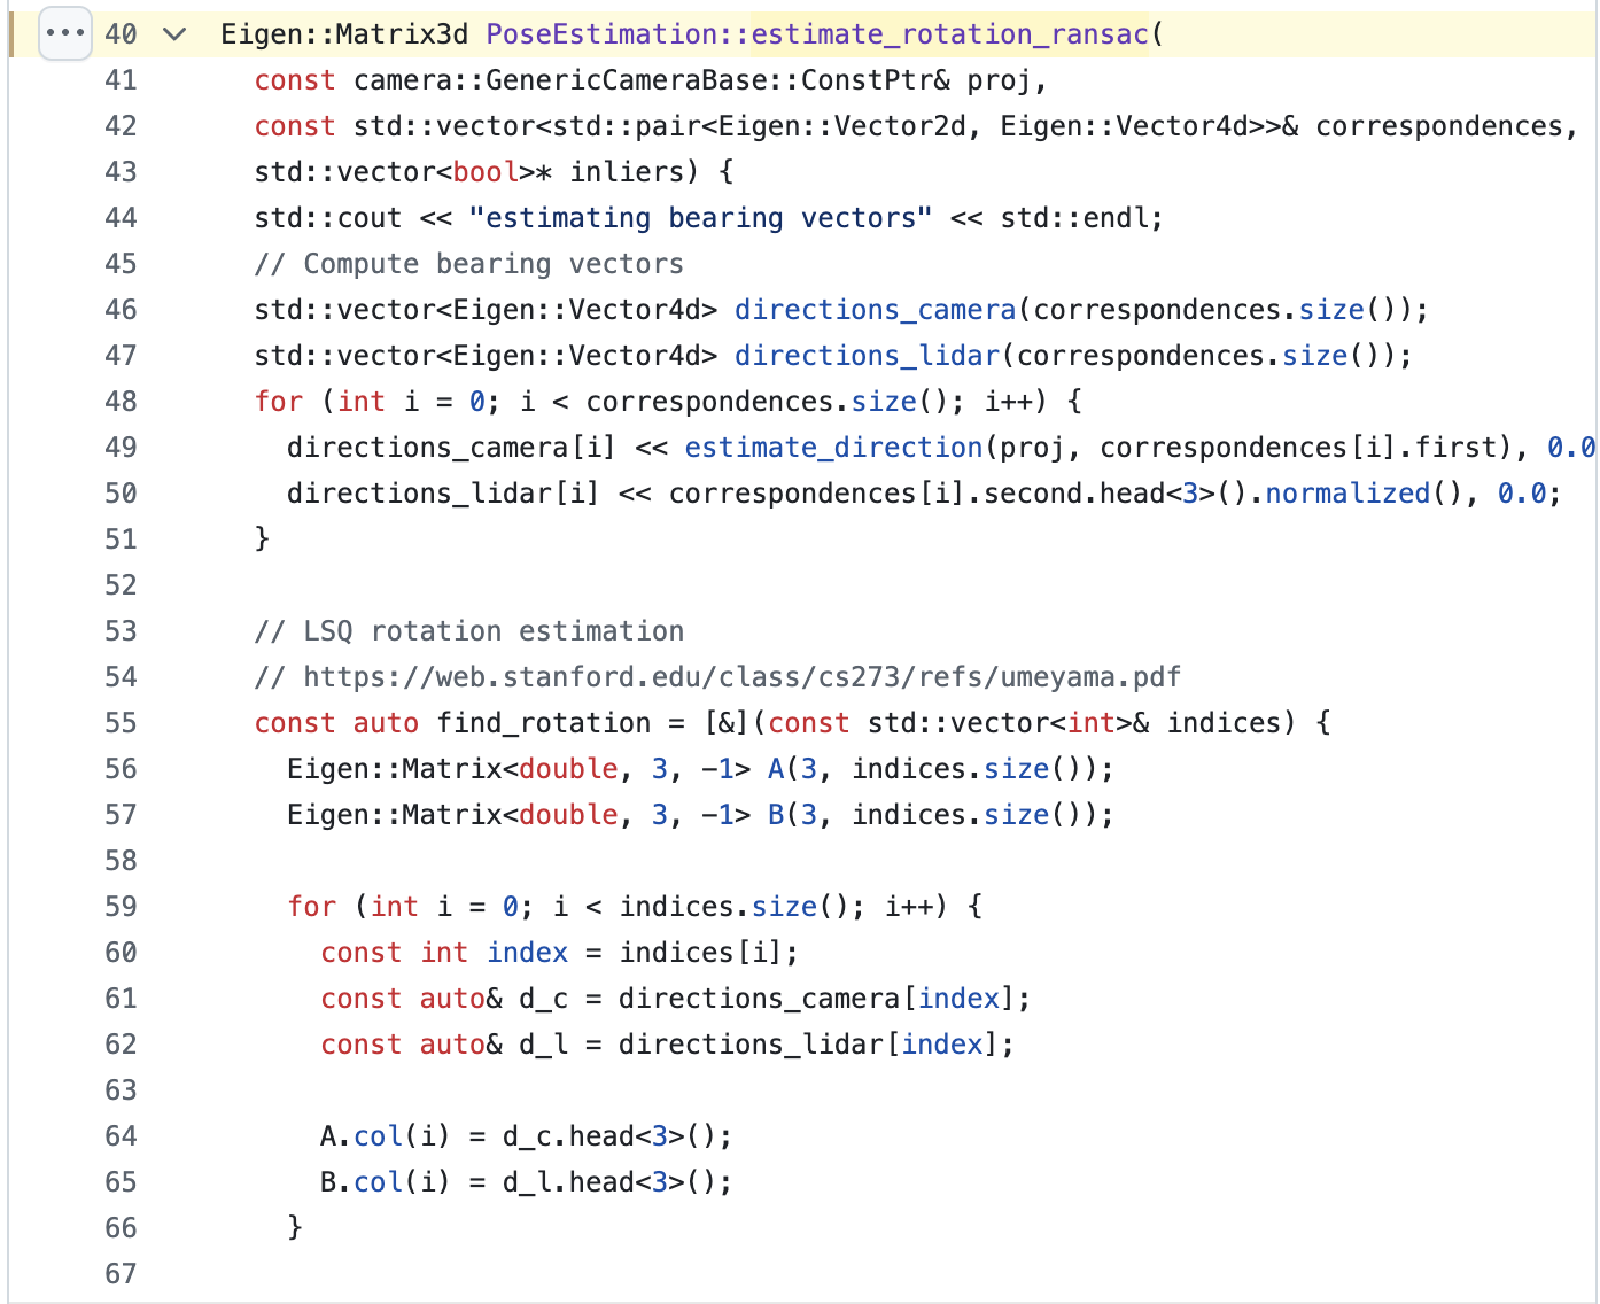 40 Eigen::Matrix3d PoseEstimation::estimate_rotation_ransac(
41   const camera::GenericCameraBase::ConstPtr& proj,
42   const std::vector<std::pair<Eigen::Vector2d, Eigen::Vector4d>>& correspondences,
43   std::vector<bool>* inliers) {
44   std::cout << "estimating bearing vectors" << std::endl;
45   // Compute bearing vectors
46   std::vector<Eigen::Vector4d> directions_camera(correspondences.size());
47   std::vector<Eigen::Vector4d> directions_lidar(correspondences.size());
48   for (int i = 0; i < correspondences.size(); i++) {
49     directions_camera[i] << estimate_direction(proj, correspondences[i].first), 0.0
50     directions_lidar[i] << correspondences[i].second.head<3>().normalized(), 0.0;
51   }
52
53   // LSQ rotation estimation
54   // https://web.stanford.edu/class/cs273/refs/umeyama.pdf
55   const auto find_rotation = [&](const std::vector<int>& indices) {
56     Eigen::Matrix<double, 3, -1> A(3, indices.size());
57     Eigen::Matrix<double, 3, -1> B(3, indices.size());
58
59     for (int i = 0; i < indices.size(); i++) {
60       const int index = indices[i];
61       const auto& d_c = directions_camera[index];
62       const auto& d_l = directions_lidar[index];
63
64       A.col(i) = d_c.head<3>();
65       B.col(i) = d_l.head<3>();
66     }
67